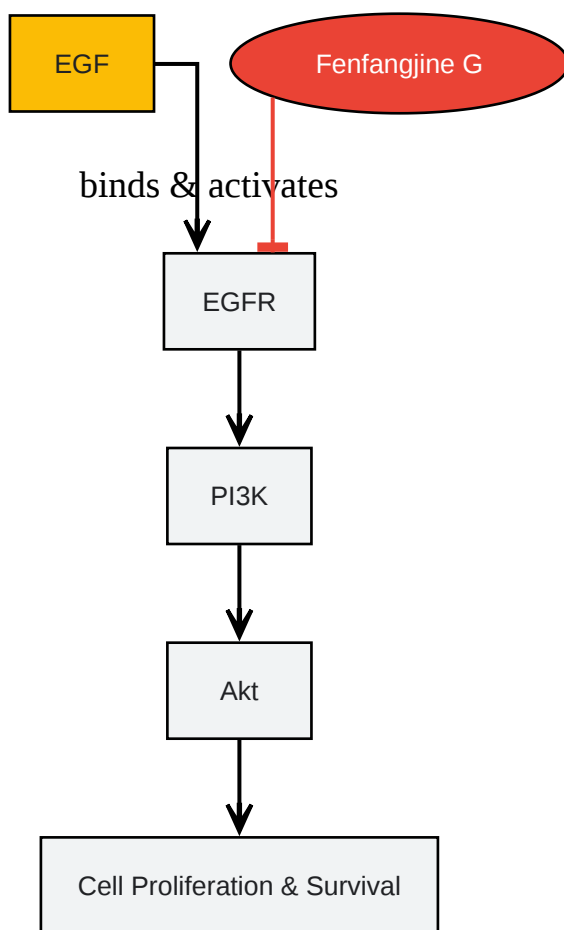 EGF
Fenfangjine G
binds & activates
EGFR
PI3K
Akt
Cell Proliferation & Survival